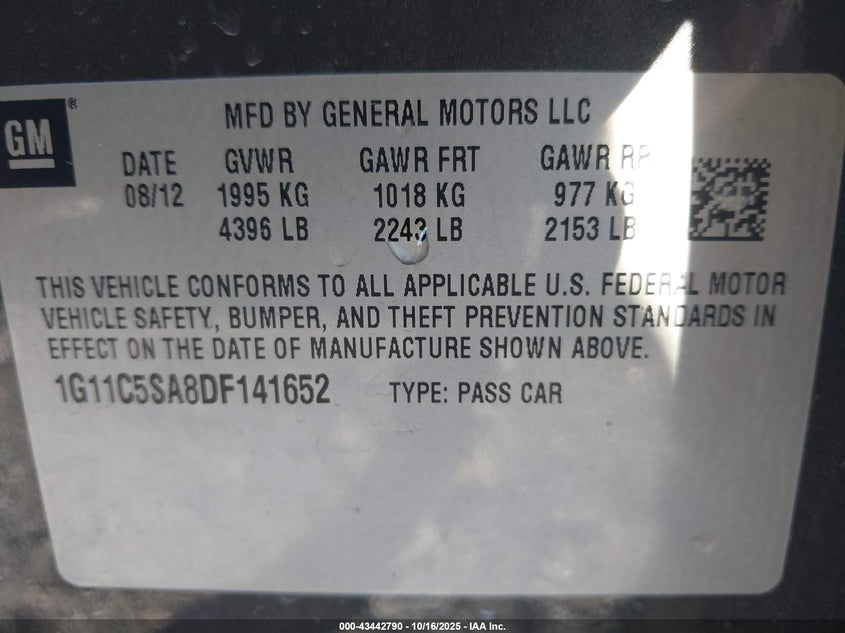 GM ®
MFD BY GENERAL MOTORS LLC
DATE GVWR GAWR FRT GAWR RR
08/12 1995 KG 1018 KG 977 KG
4396 LB 2243 LB 2153 LB
THIS VEHICLE CONFORMS TO ALL APPLICABLE U.S. FEDERAL MOTOR
VEHICLE SAFETY, BUMPER, AND THEFT PREVENTION STANDARDS IN
EFFECT ON THE DATE OF MANUFACTURE SHOWN ABOVE.
1G11C5SA8DF141652 TYPE: PASS CAR
000-43442790 - 10/16/2025 - IAA Inc.